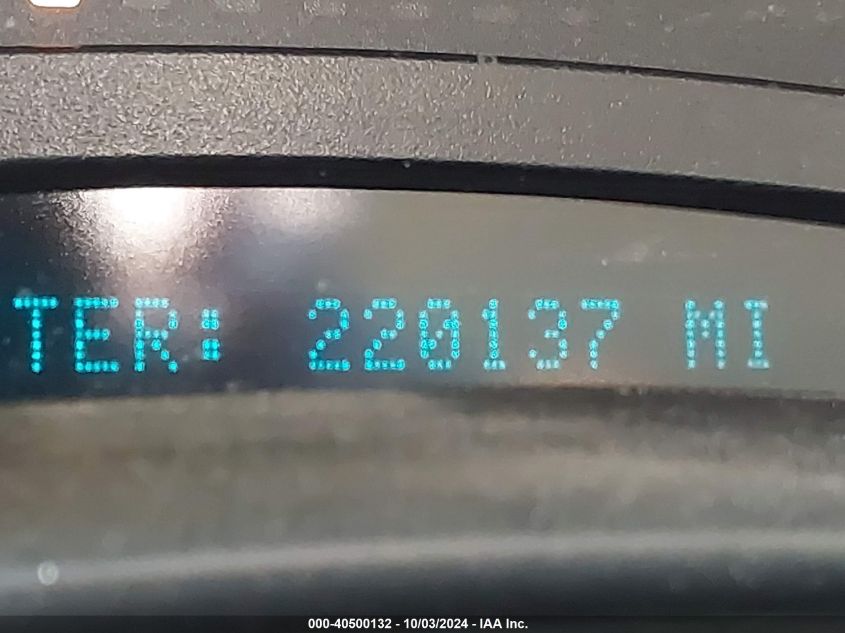 TER: 220137 MI
000-40500132 - 10/03/2024 - IAA Inc.